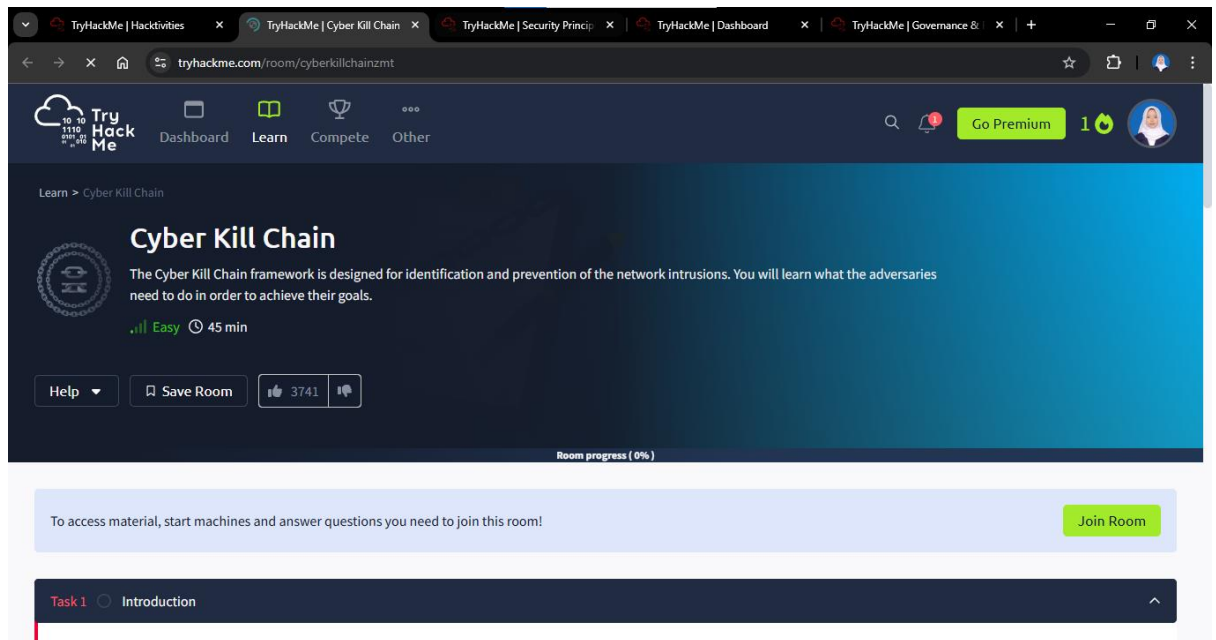 TryHackMe | Hacktivities
TryHackMe | Cyber Kill Chain
TryHackMe | Security Princip
TryHackMe | Dashboard
TryHackMe | Governance &
tryhackme.com/room/cyberkillchainzmt
Try
Hack
Me
Dashboard
Learn
Compete
Other
1
Go Premium
1
Learn > Cyber Kill Chain
Cyber Kill Chain
The Cyber Kill Chain framework is designed for identification and prevention of the network intrusions. You will learn what the adversaries
need to do in order to achieve their goals.
Easy 45 min
Help
Save Room
3741
Room progress ( 0% )
To access material, start machines and answer questions you need to join this room!
Join Room
Task 1 Introduction